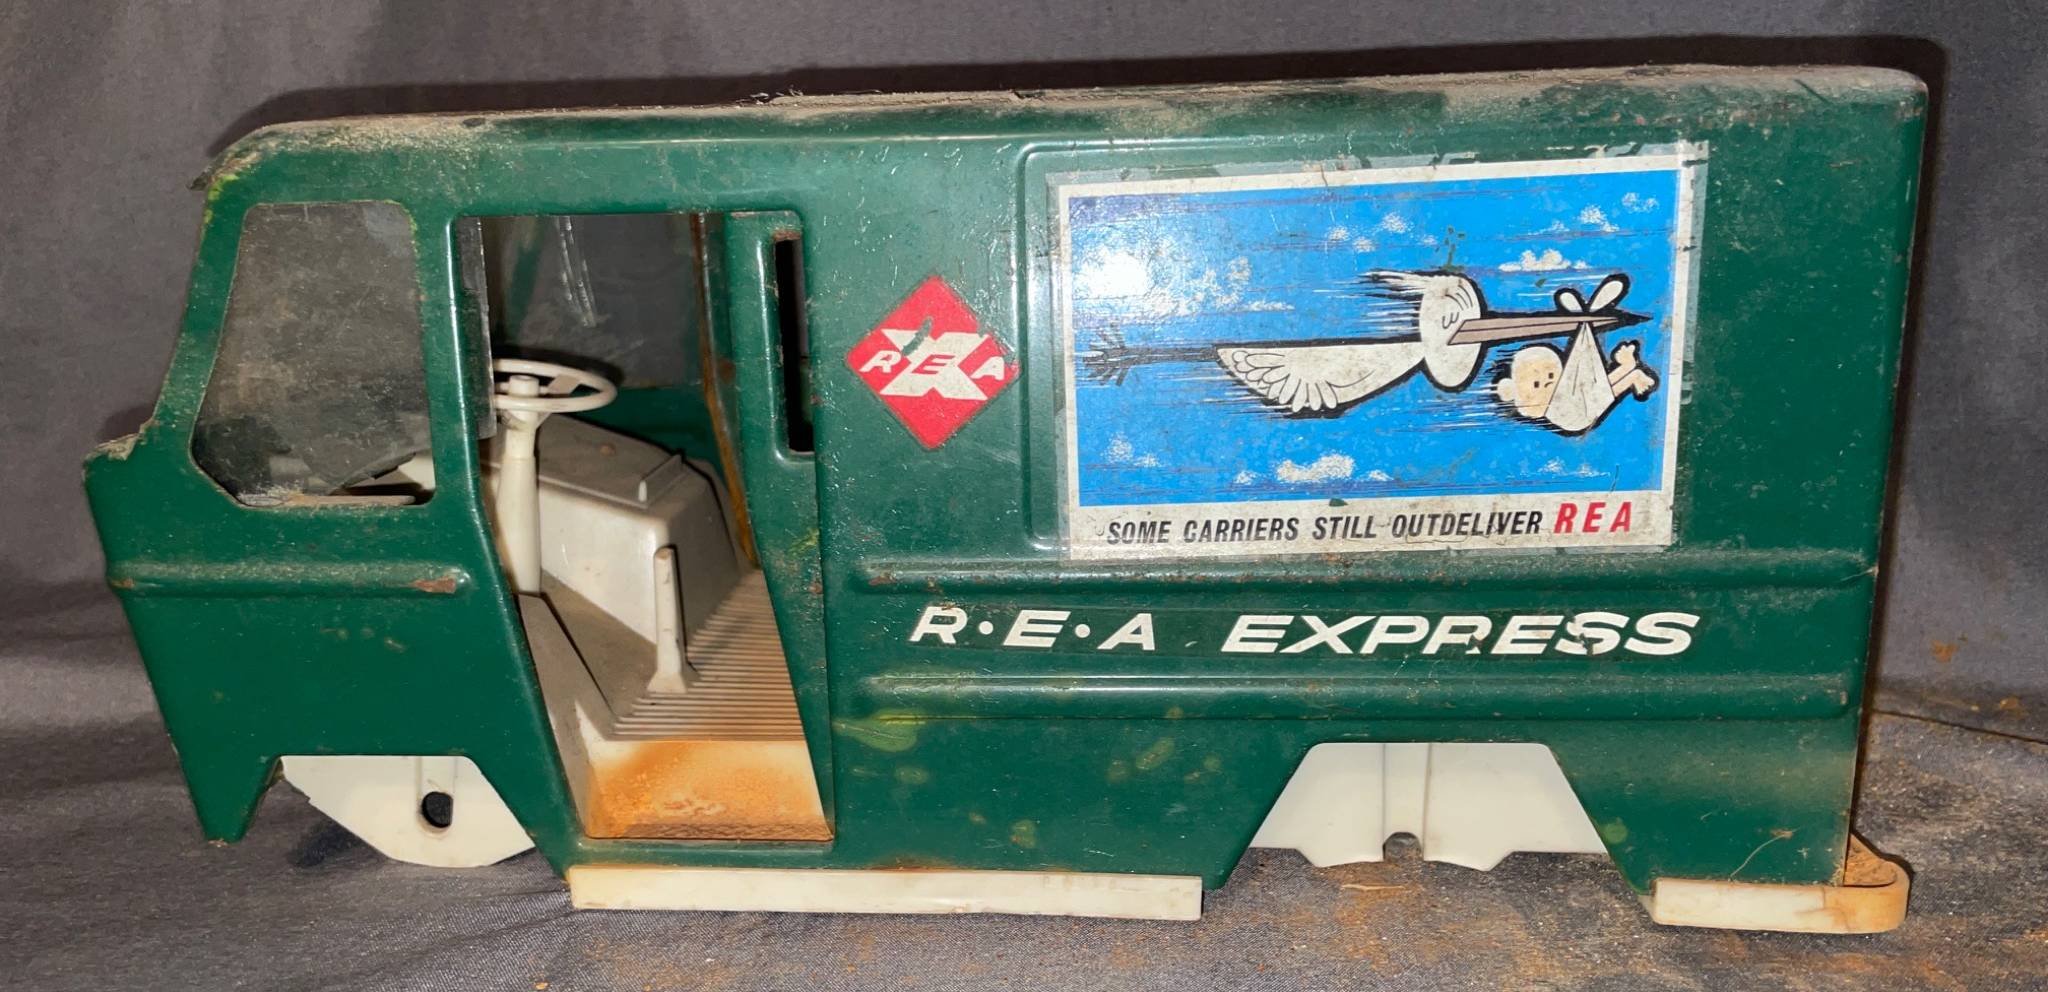 REA
SOME CARRIERS STILL OUTDELIVER REA
R·E·A EXPRESS